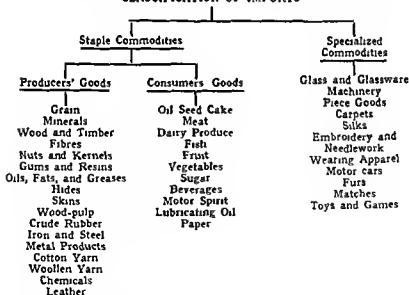 CLASSIFICATION OF IMPORTS
Staple Commodities
Specialized
Commodities
Producers' Goods
Grain
Minerals
Wood and Timber
Fibres
Nuts and Kernels
Gums and Resins
Oils, Fats, and Greases
Hides
Skins
Wood-pulp
Crude Rubber
Iron and Steel
Metal Products
Cotton Yarn
Woollen Yarn
Chemicals
Leather
Consumers Goods
Oil Seed Cake
Meat
Dairy Produce
Fish
Fruit
Vegetables
Sugar
Beverages
Motor Spirit
Lubricating Oil
Paper
Glass and Glassware
Machinery
Piece Goods
Carpets
Silks
Embroidery and
Needlework
Wearing Apparel
Motor cars
Furs
Matches
Toys and Games